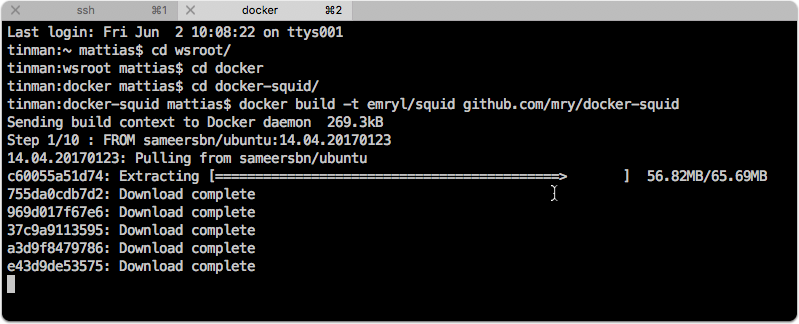 ssh ⌘1 docker ⌘2
Last login: Fri Jun  2 10:08:22 on ttys001
tinman:~ mattias$ cd wsroot/
tinman:wsroot mattias$ cd docker
tinman:docker mattias$ cd docker-squid/
tinman:docker-squid mattias$ docker build -t emryl/squid github.com/mry/docker-squid
Sending build context to Docker daemon  269.3kB
Step 1/10 : FROM sameersbn/ubuntu:14.04.20170123
14.04.20170123: Pulling from sameersbn/ubuntu
c60055a51d74: Extracting [===========================================>       ]  56.82MB/65.69MB
755da0cdb7d2: Download complete
969d017f67e6: Download complete
37c9a9113595: Download complete
a3d9f8479786: Download complete
e43d9de53575: Download complete